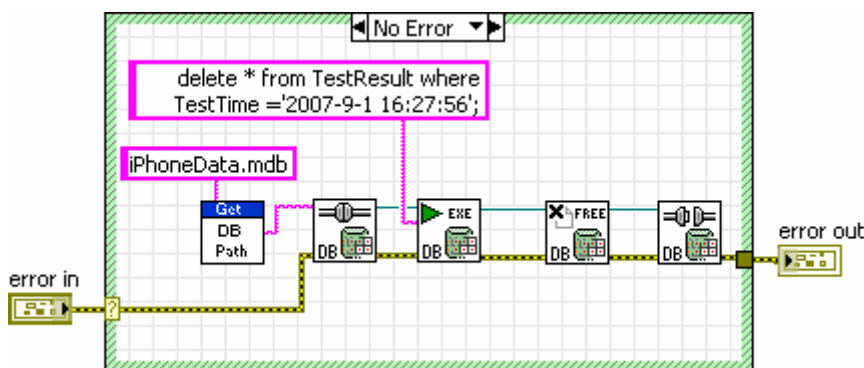 No Error
delete * from TestResult where
TestTime ='2007-9-1 16:27:56';
iPhoneData.mdb
Get
DB
Path
DB
EXE
DB
FREE
DB
DB
error in
?
error out